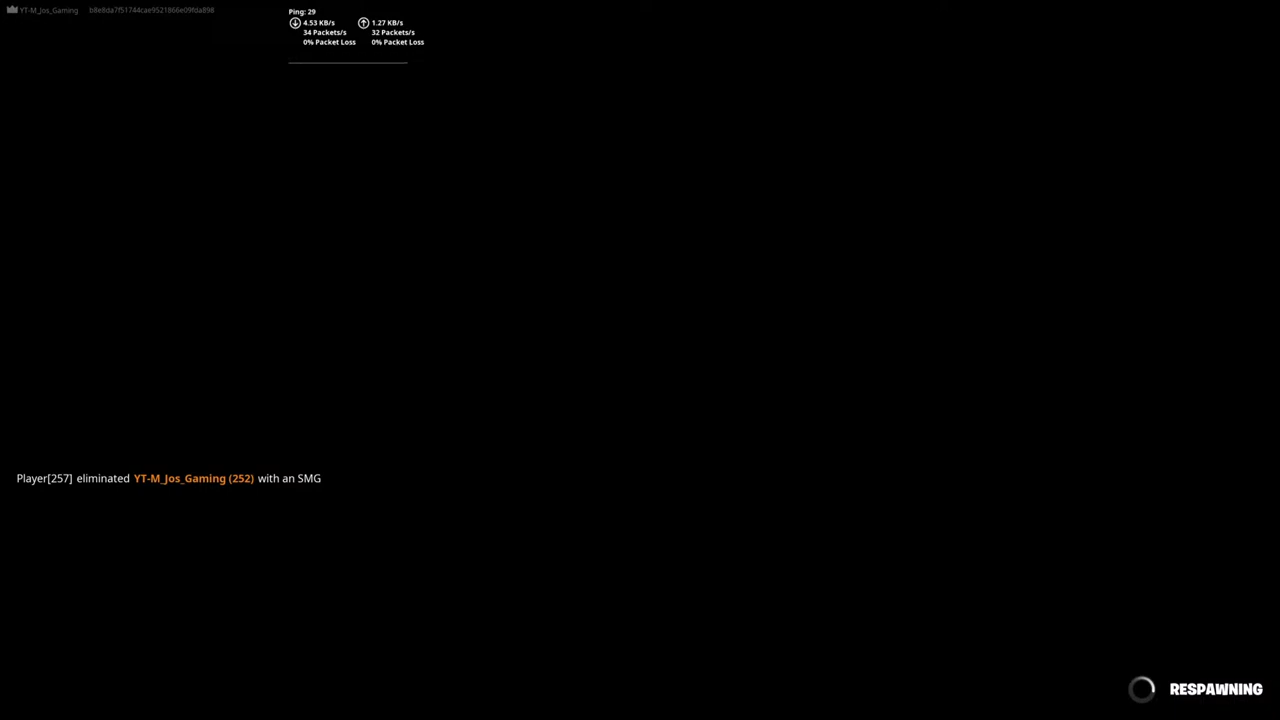 YT-M_Jos_Gaming b8e8da7f51744cae9521866e09fda898
Ping: 29
4.53 KB/s 1.27 KB/s
34 Packets/s 32 Packets/s
0% Packet Loss 0% Packet Loss
Player[257] eliminated YT-M_Jos_Gaming (252) with an SMG
RESPAWNING